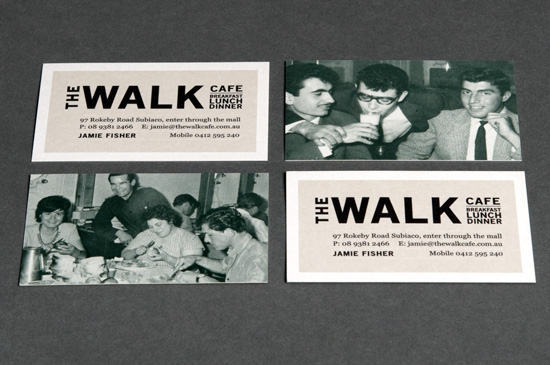 THE WALK CAFE
BREAKFAST
LUNCH
DINNER
97 Rokeby Road Subiaco, enter through the mall
P: 08 9381 2466 E: jamie@thewalkcafe.com.au
JAMIE FISHER Mobile 0412 595 240
THE WALK CAFE
BREAKFAST
LUNCH
DINNER
97 Rokeby Road Subiaco, enter through the mall
P: 08 9381 2466 E: jamie@thewalkcafe.com.au
JAMIE FISHER Mobile 0412 595 240